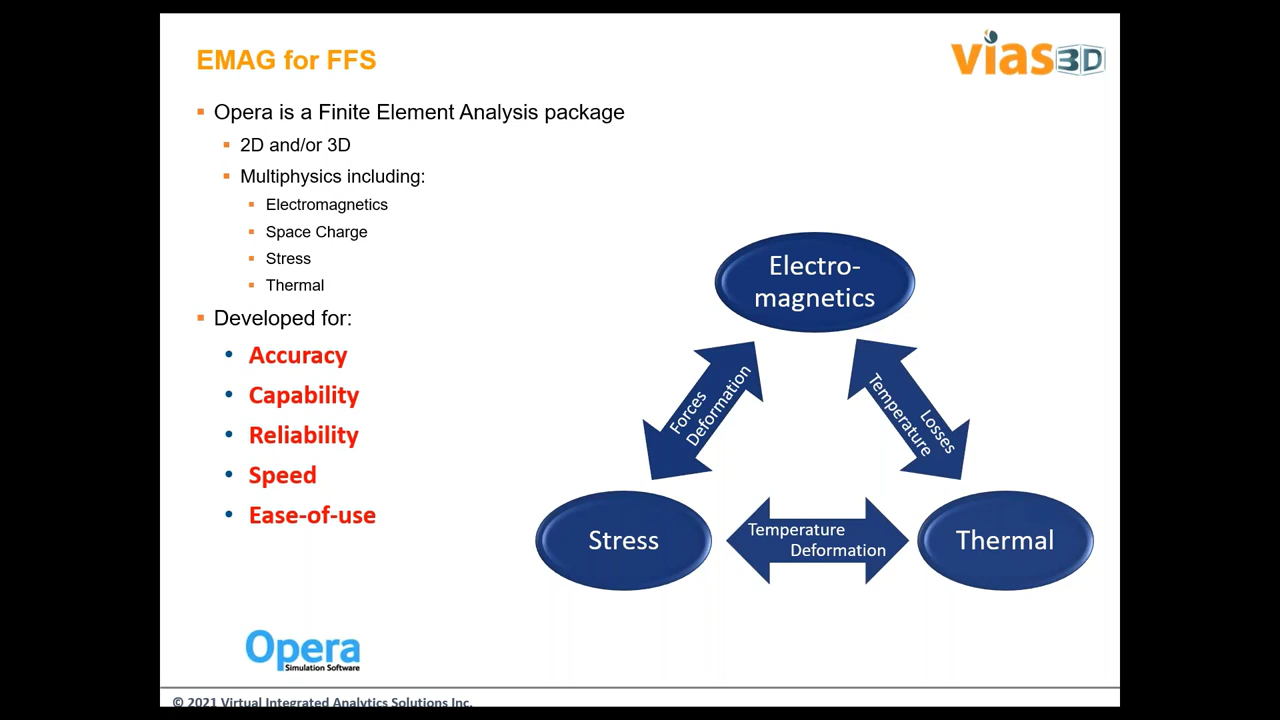 EMAG for FFS
vias3D
Opera is a Finite Element Analysis package
2D and/or 3D
Multiphysics including:
Electromagnetics
Space Charge
Stress
Thermal
Developed for:
Accuracy
Capability
Reliability
Speed
Ease-of-use
Electro-
magnetics
Forces
Deformation
Losses
Temperature
Stress
Temperature
Deformation
Thermal
Opera
Simulation Software
© 2021 Virtual Integrated Analytics Solutions Inc.